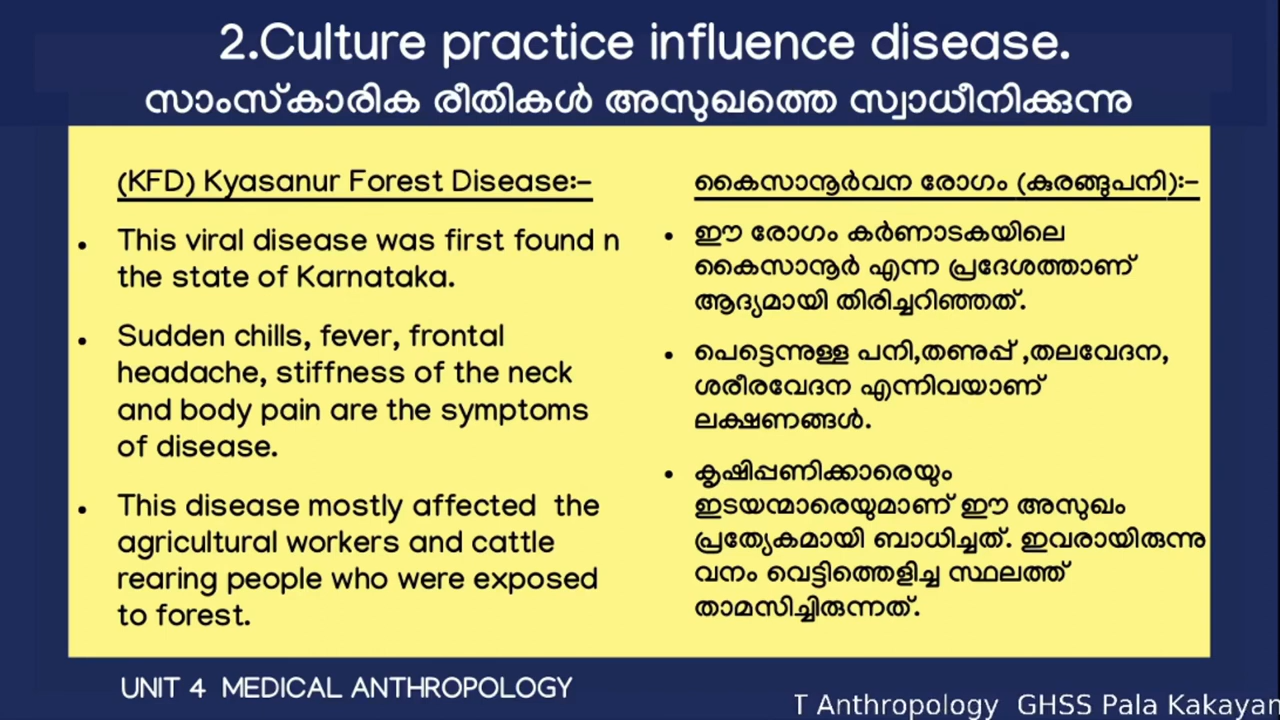 2.Culture practice influence disease.
സാംസ്കാരിക രീതികൾ അസുഖത്തെ സ്വാധീനിക്കുന്നു
(KFD) Kyasanur Forest Disease:-
• This viral disease was first found n
the state of Karnataka.
• Sudden chills, fever, frontal
headache, stiffness of the neck
and body pain are the symptoms
of disease.
• This disease mostly affected the
agricultural workers and cattle
rearing people who were exposed
to forest.
കൈസാനൂർവന രോഗം (കുരങ്ങുപനി):-
• ഈ രോഗം കർണാടകയിലെ
കൈസാനൂർ എന്ന പ്രദേശത്താണ്
ആദ്യമായി തിരിച്ചറിഞ്ഞത്.
• പെട്ടെന്നുള്ള പനി,തണുപ്പ് ,തലവേദന,
ശരീരവേദന എന്നിവയാണ്
ലക്ഷണങ്ങൾ.
• കൃഷിപ്പണിക്കാരെയും
ഇടയന്മാരെയുമാണ് ഈ അസുഖം
പ്രത്യേകമായി ബാധിച്ചത്. ഇവരായിരുന്നു
വനം വെട്ടിത്തെളിച്ച സ്ഥലത്ത്
താമസിച്ചിരുന്നത്.
UNIT 4 MEDICAL ANTHROPOLOGY
T Anthropology GHSS Pala Kakayan